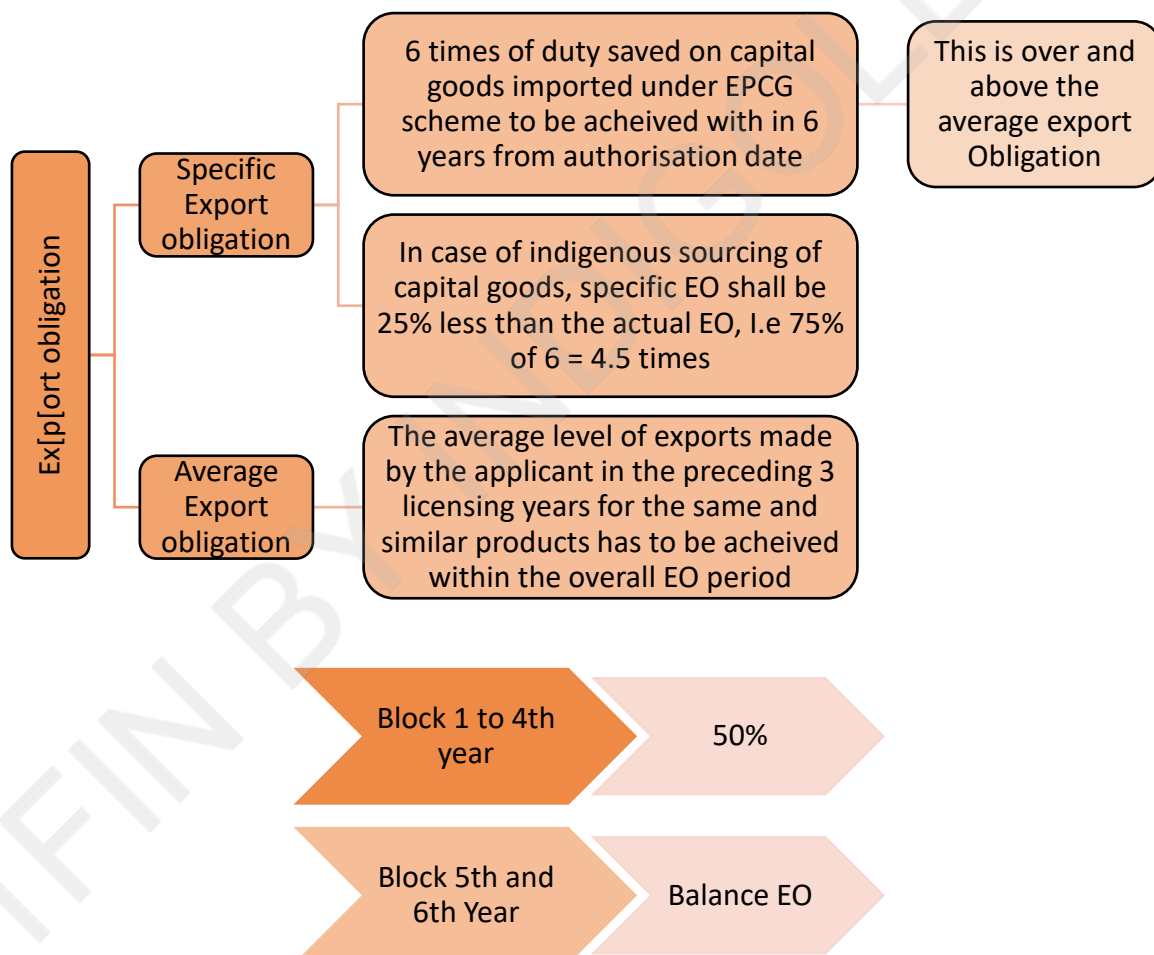 Ex[p[ort obligation
Specific
Export
obligation
6 times of duty saved on capital
goods imported under EPCG
scheme to be acheived with in 6
years from authorisation date
This is over and
above the
average export
Obligation
In case of indigenous sourcing of
capital goods, specific EO shall be
25% less than the actual EO, I.e 75%
of 6 = 4.5 times
Average
Export
obligation
The average level of exports made
by the applicant in the preceding 3
licensing years for the same and
similar products has to be acheived
within the overall EO period
Block 1 to 4th
year
50%
Block 5th and
6th Year
Balance EO